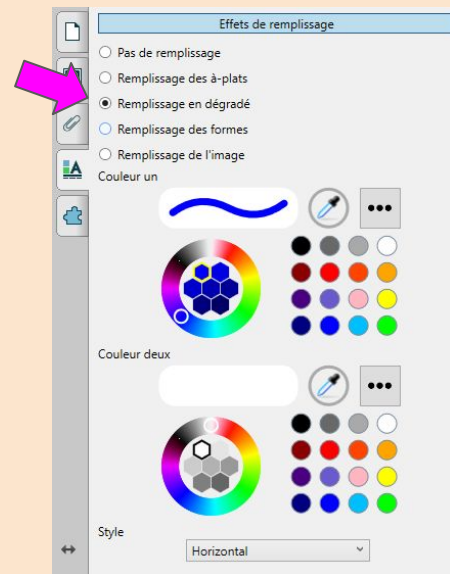 Effets de remplissage
Pas de remplissage
Remplissage des à-plats
Remplissage en dégradé
Remplissage des formes
Remplissage de l'image
Couleur un
Couleur deux
Style
Horizontal